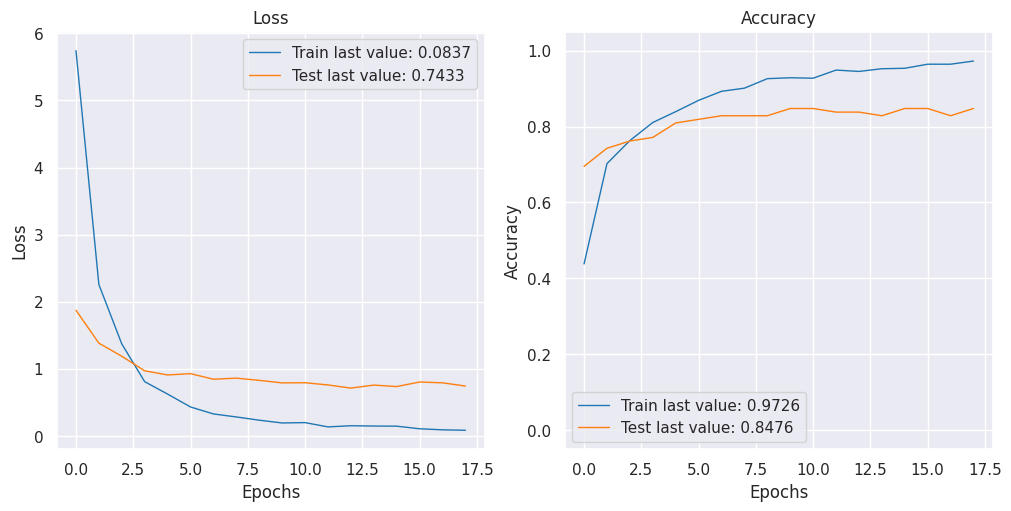 Loss
Loss
6
5
4
3
2
1
0
Train last value: 0.0837
Test last value: 0.7433
0.0 2.5 5.0 7.5 10.0 12.5 15.0 17.5
Epochs
Accuracy
Accuracy
1.0
0.8
0.6
0.4
0.2
0.0
Train last value: 0.9726
Test last value: 0.8476
0.0 2.5 5.0 7.5 10.0 12.5 15.0 17.5
Epochs